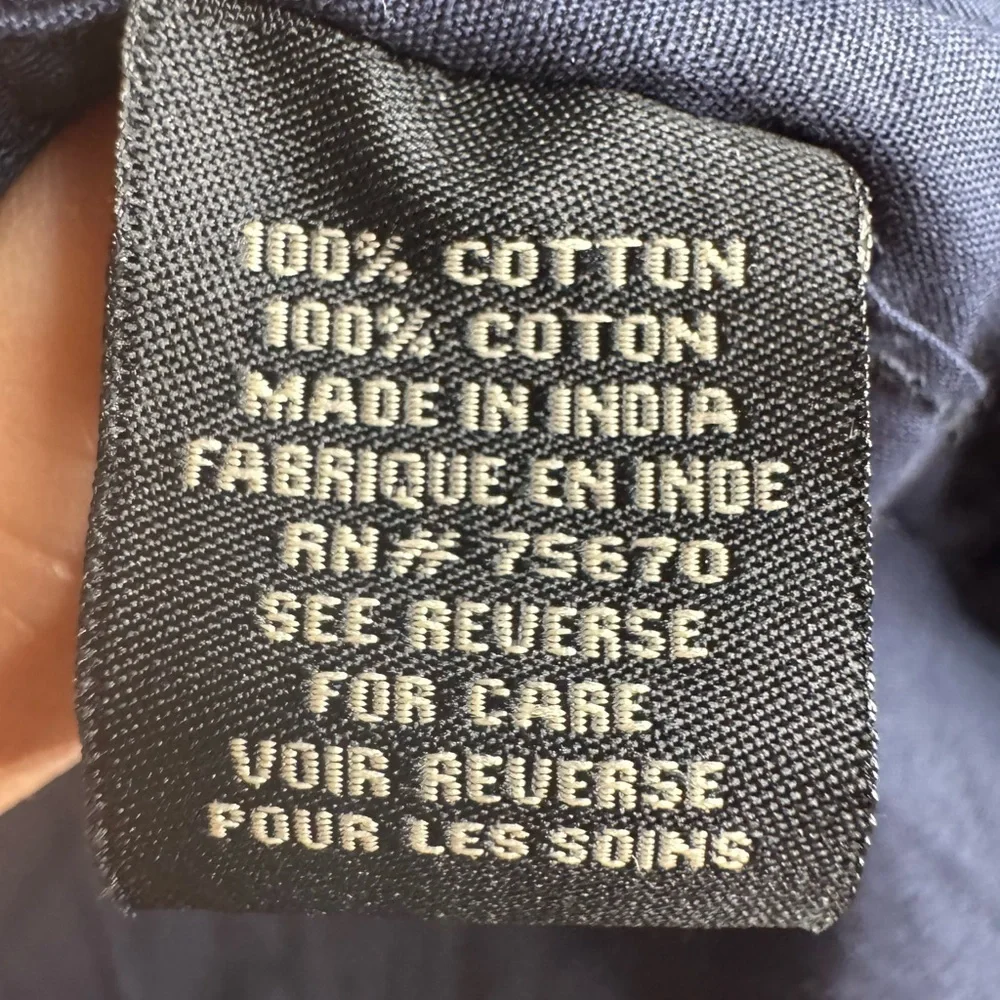 100% COTTON
100% COTON
MADE IN INDIA
FABRIQUE EN INDE
RN# 75670
SEE REVERSE
FOR CARE
VOIR REVERSE
POUR LES SOINS